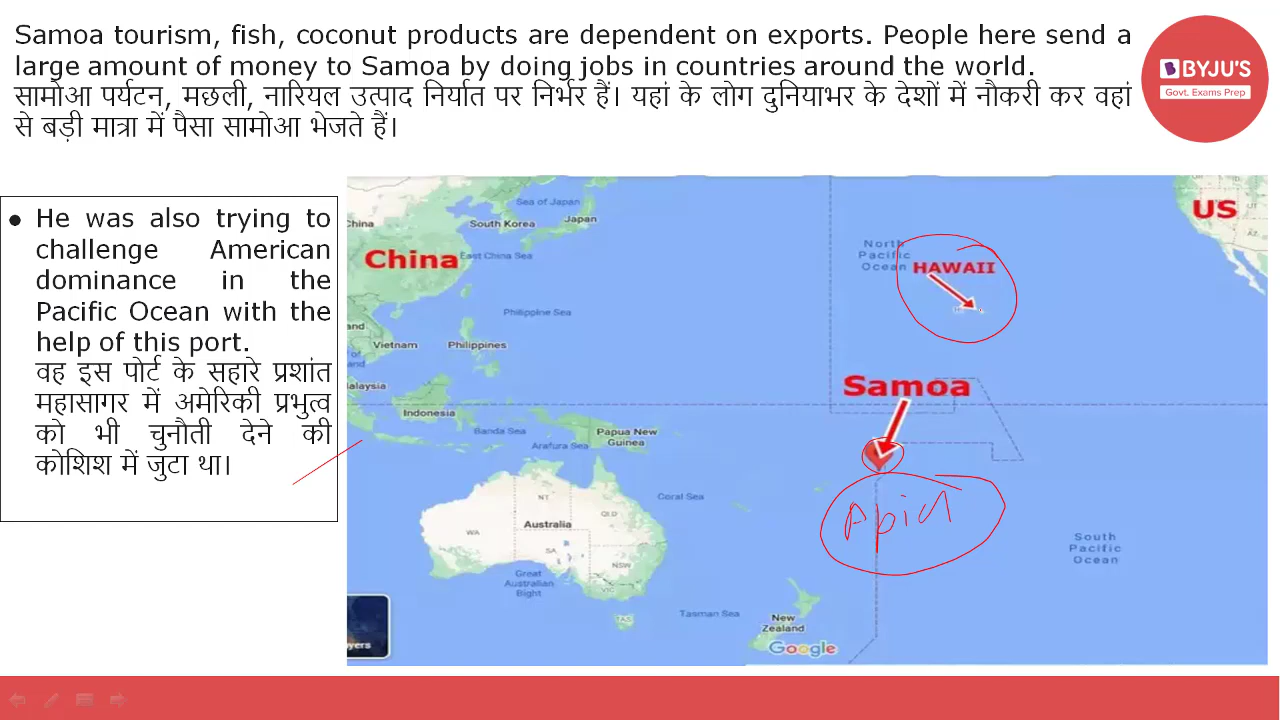 Samoa tourism, fish, coconut products are dependent on exports. People here send a
large amount of money to Samoa by doing jobs in countries around the world.
सामोआ पर्यटन, मछली, नारियल उत्पाद निर्यात पर निर्भर हैं। यहां के लोग दुनियाभर के देशों में नौकरी कर वहां
से बड़ी मात्रा में पैसा सामोआ भेजते हैं।
BYJU'S
Govt. Exams Prep
● He was also trying to
challenge American
dominance in the
Pacific Ocean with the
help of this port.
वह इस पोर्ट के सहारे प्रशांत
महासागर में अमेरिकी प्रभुत्व
को भी चुनौती देने की
कोशिश में जुटा था।
China
Sea of Japan
South Korea
Japan
China
East China Sea
Philippine Sea
Vietnam
Philippines
Malaysia
Indonesia
Banda Sea
Arafura Sea
Papua New
Guinea
North
Pacific
Ocean
HAWAII
US
UT
AZ
Samoa
Apia
NT
QLD
Australia
WA
SA
NSW
VIC
TAS
Great
Australian
Bight
Coral Sea
Tasman Sea
New
Zealand
South
Pacific
Ocean
Google
yers